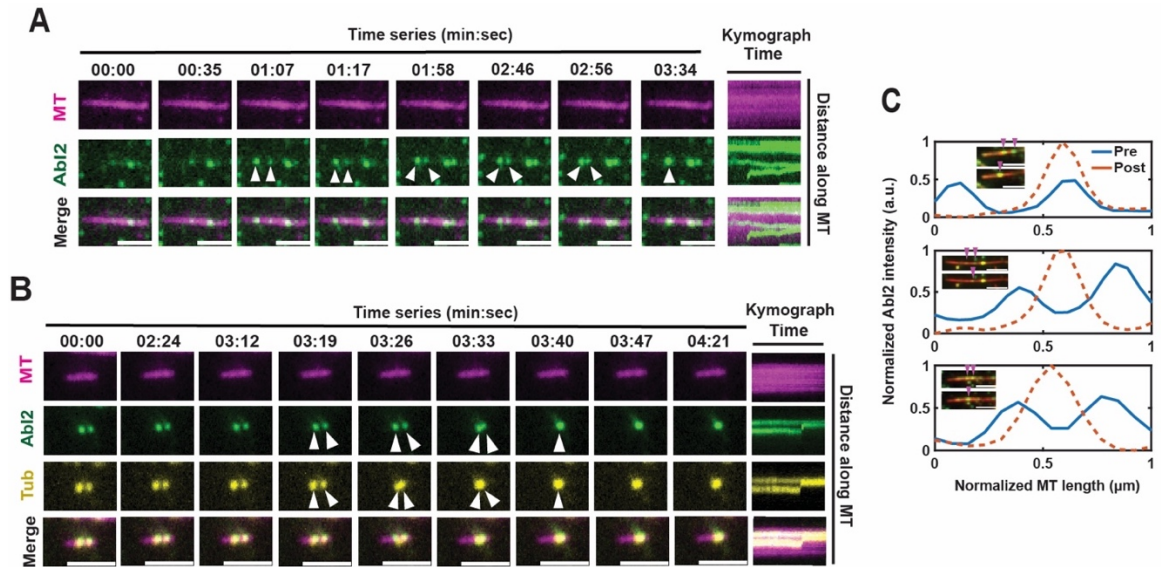 A
Time series (min:sec)
Kymograph
Time
00:00 00:35 01:07 01:17 01:58 02:46 02:56 03:34
MT
Abl2
Merge
Distance along MT
B
Time series (min:sec)
Kymograph
Time
00:00 02:24 03:12 03:19 03:26 03:33 03:40 03:47 04:21
MT
Abl2
Tub
Merge
Distance along MT
C
Normalized Abl2 intensity (a.u.)
1
0.5
0
Pre
Post
0 0.5 1
1
0.5
0
0 0.5 1
1
0.5
0
0 0.5 1
Normalized MT length (μm)